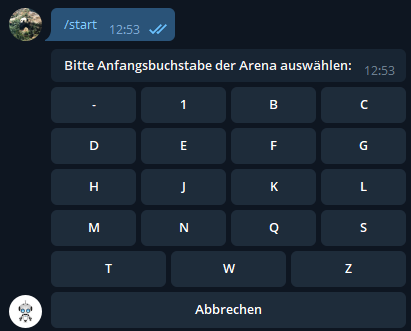 /start 12:53
Bitte Anfangsbuchstabe der Arena auswählen: 12:53
- 1 B C
D E F G
H J K L
M N Q S
T W Z
Abbrechen